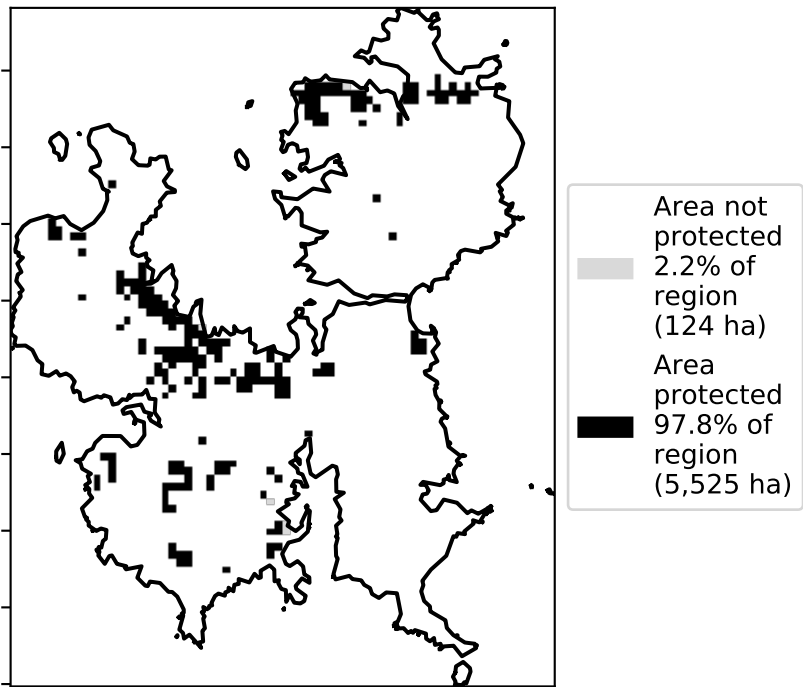 Area not
protected
2.2% of
region
(124 ha)
Area
protected
97.8% of
region
(5,525 ha)